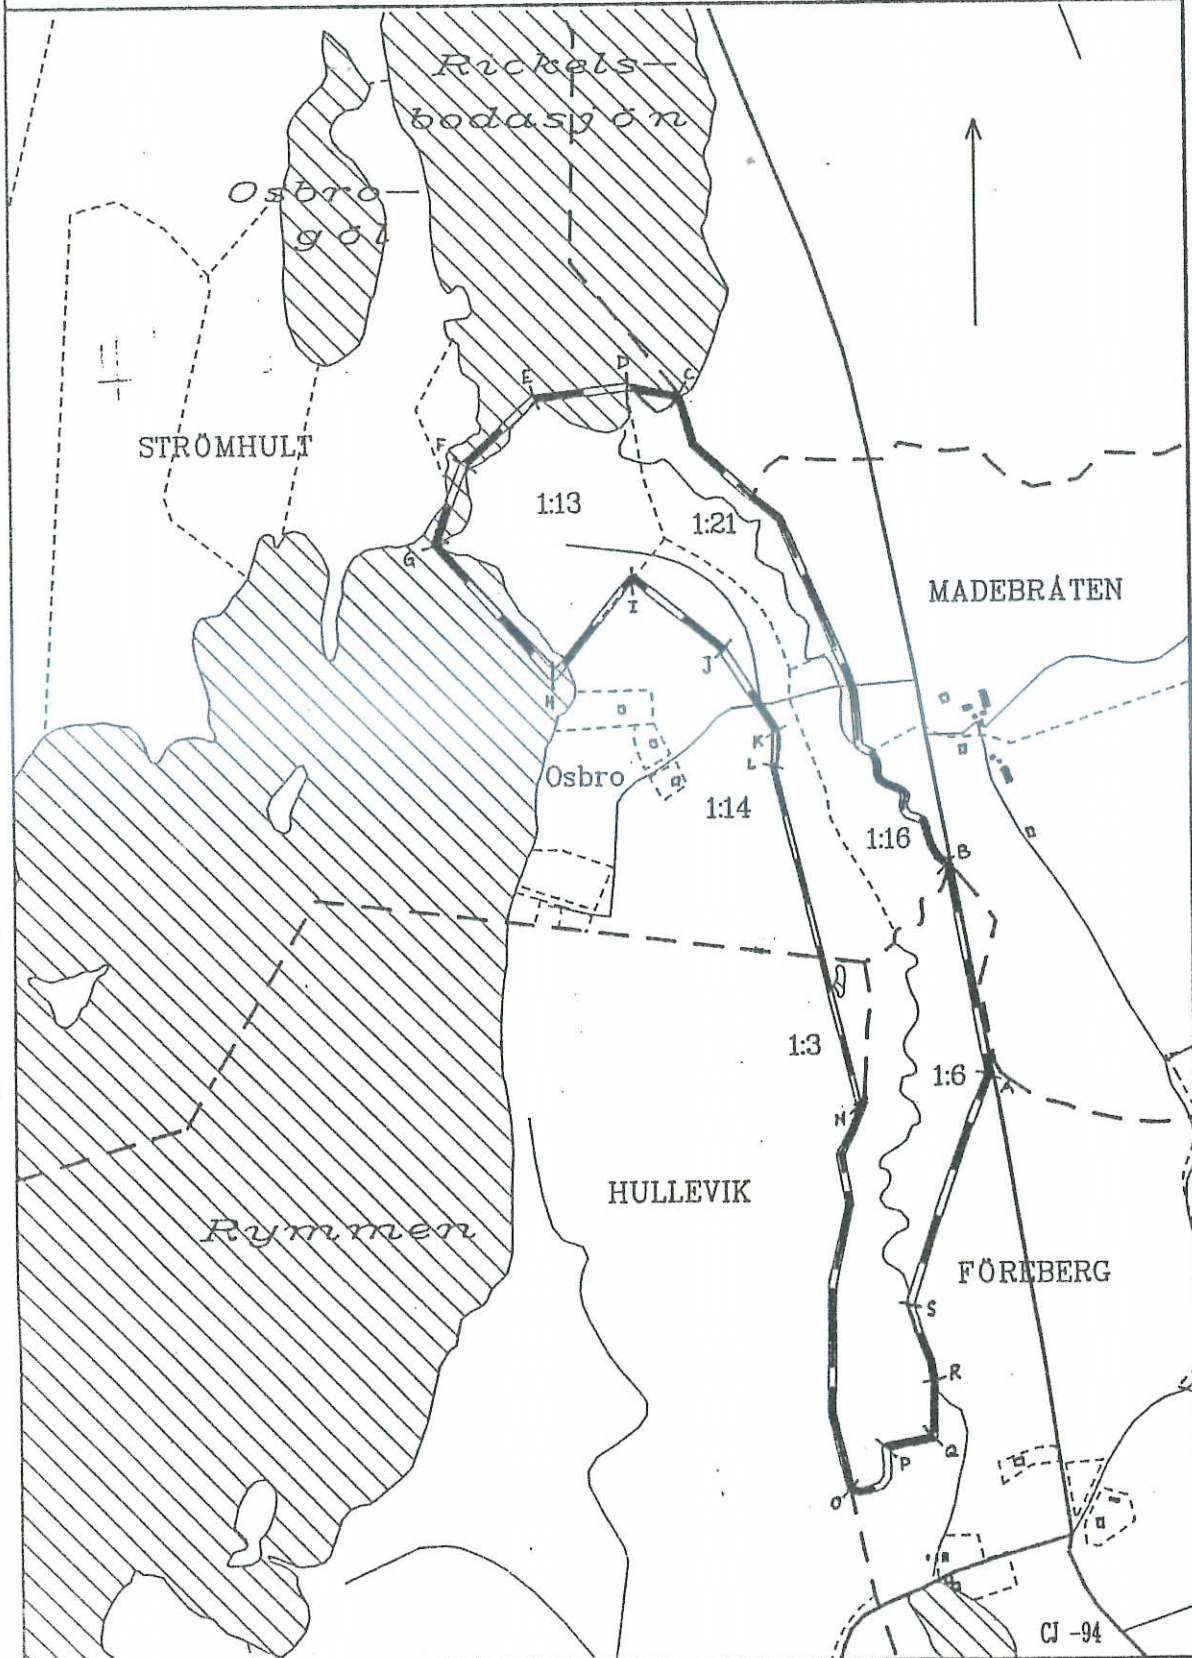 Rickels-
bodasjön
Osbro-
göl
D
E
C
STRÖMHULT
F
1:13
1:21
G
MADEBRÅTEN
I
J
H
K
Osbro
L
1:14
1:16
B
1:3
1:6
A
N
HULLEVIK
Rymmen
FÖREBERG
S
R
Q
P
O
CJ -94